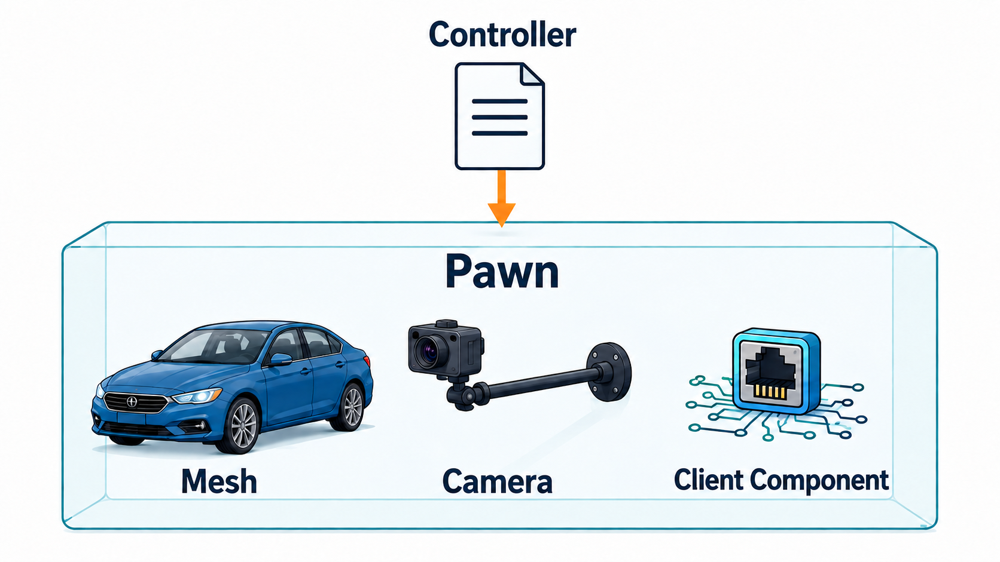 Controller
Pawn
Mesh
Camera
Client Component